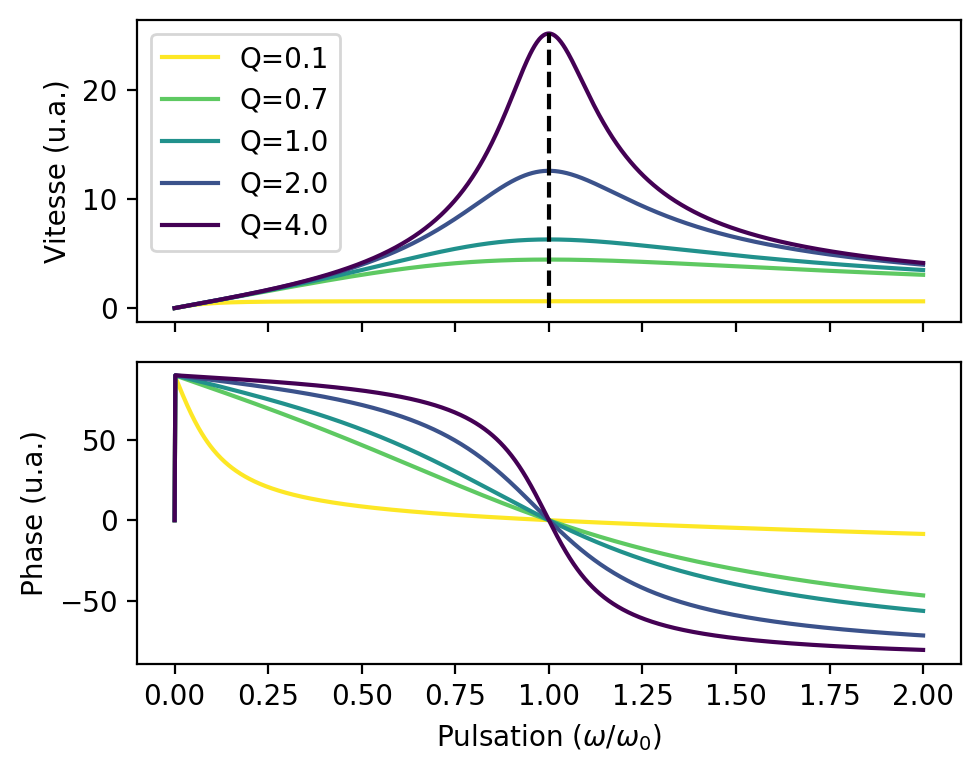 Vitesse (u.a.)
20
10
0
Q=0.1
Q=0.7
Q=1.0
Q=2.0
Q=4.0
Phase (u.a.)
50
0
−50
0.00 0.25 0.50 0.75 1.00 1.25 1.50 1.75 2.00
Pulsation (ω/ω₀)